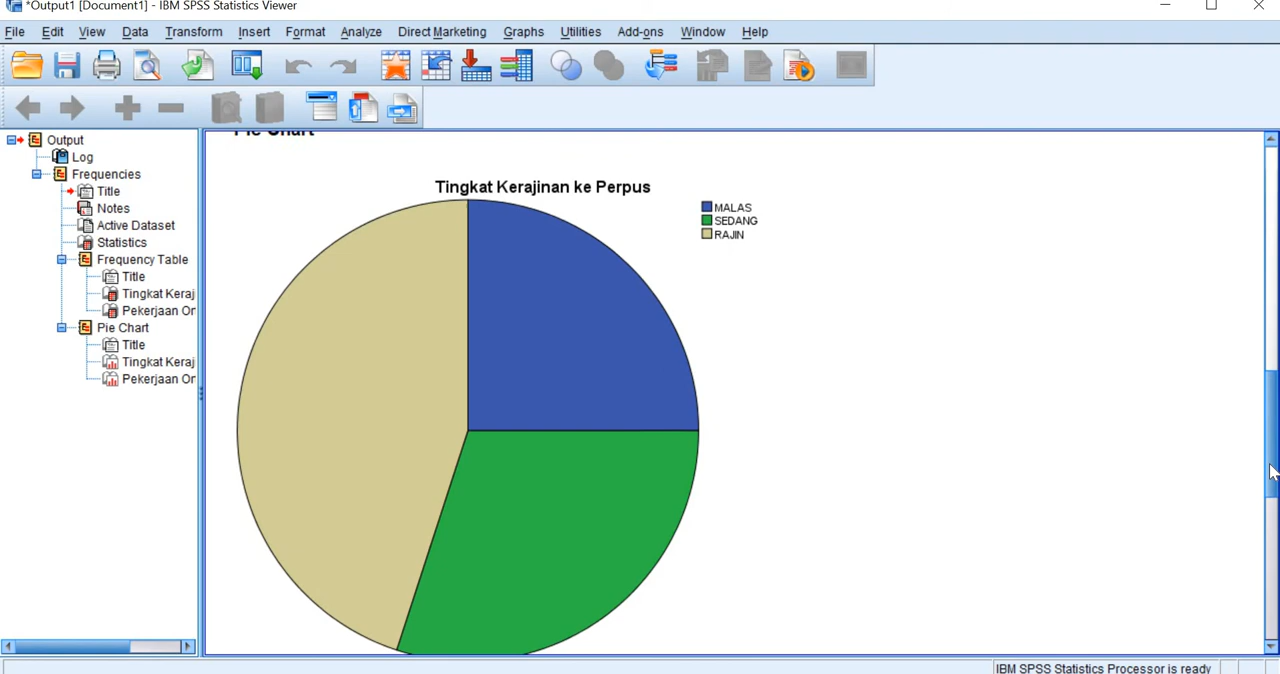 *Output1 [Document1] - IBM SPSS Statistics Viewer
File Edit View Data Transform Insert Format Analyze Direct Marketing Graphs Utilities Add-ons Window Help
Output
Log
Frequencies
Title
Notes
Active Dataset
Statistics
Frequency Table
Title
Tingkat Keraj
Pekerjaan Or
Pie Chart
Title
Tingkat Keraj
Pekerjaan Or
Pie Chart
Tingkat Kerajinan ke Perpus
MALAS
SEDANG
RAJIN
IBM SPSS Statistics Processor is ready